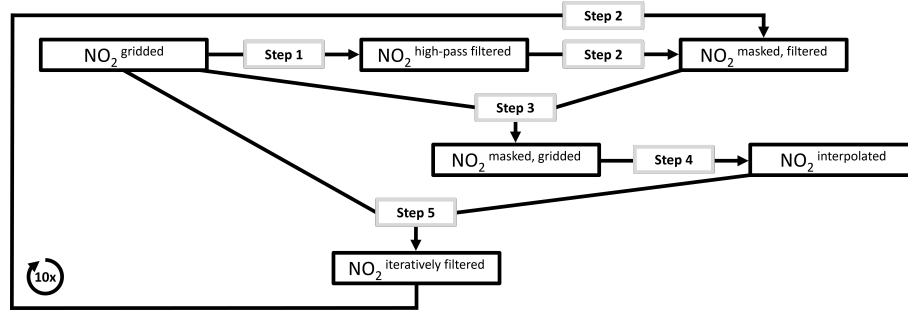 Step 2
NO₂ gridded
Step 1
NO₂ high-pass filtered
Step 2
NO₂ masked, filtered
Step 3
NO₂ masked, gridded
Step 4
NO₂ interpolated
Step 5
NO₂ iteratively filtered
10x